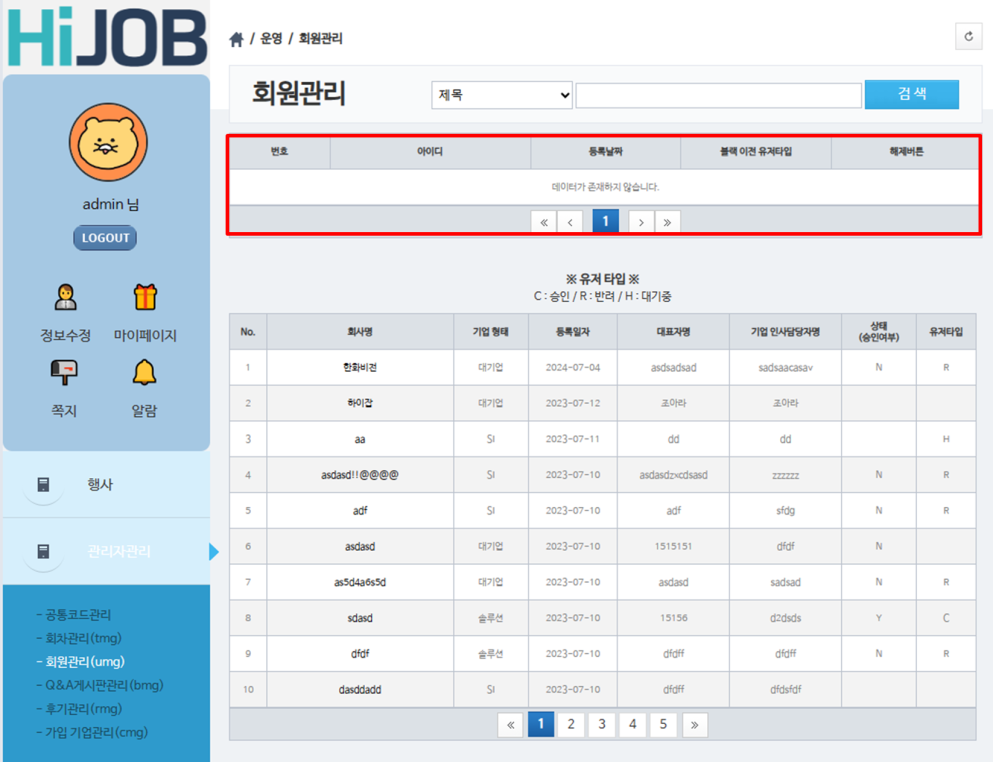 HiJOB
/ 운영 / 회원관리
회원관리 제목 검색
admin 님
LOGOUT
정보수정 마이페이지
쪽지 알람
행사
관리자관리
- 공통코드관리
- 회차관리(tmg)
- 회원관리(umg)
- Q&A게시판관리(bmg)
- 후기관리(rmg)
- 가입 기업관리(cmg)
번호 아이디 등록날짜 블랙 이전 유저타입 해제버튼
데이터가 존재하지 않습니다.
« ‹ 1 › »
※ 유저 타입 ※
C : 승인 / R : 반려 / H : 대기중
No. 회사명 기업 형태 등록일자 대표자명 기업 인사담당자명 상태 (승인여부) 유저타입
1 한화비전 대기업 2024-07-04 asdsadsad sadsaacasav N R
2 하이잡 대기업 2023-07-12 조아라 조아라
3 aa SI 2023-07-11 dd dd H
4 asdasd!!@@@@ SI 2023-07-10 asdasdzxcdsasd zzzzzz N R
5 adf SI 2023-07-10 adf sfdg N R
6 asdasd 대기업 2023-07-10 1515151 dfdf N
7 as5d4a6s5d 대기업 2023-07-10 asdasd sadsad N R
8 sdasd 솔루션 2023-07-10 15156 d2dsds Y C
9 dfdf 솔루션 2023-07-10 dfdff dfdff N R
10 dasddadd SI 2023-07-10 dfdff dfdsfdf
« 1 2 3 4 5 »